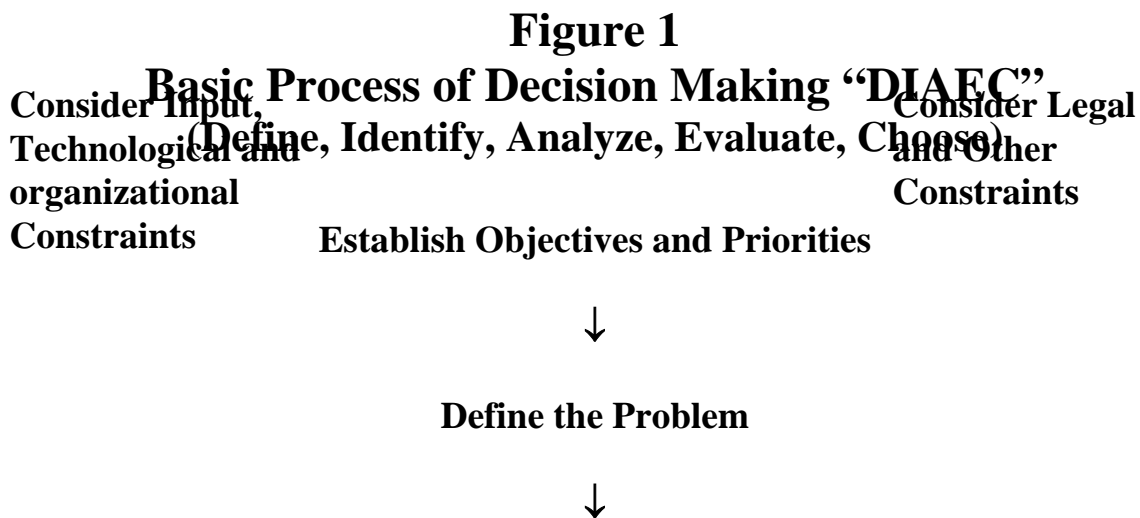 Figure 1
Basic Process of Decision Making “DIAEC”
(Define, Identify, Analyze, Evaluate, Choose)
Consider Input,
Technological and
organizational
Constraints
Consider Legal
and Other
Constraints
Establish Objectives and Priorities
↓
Define the Problem
↓